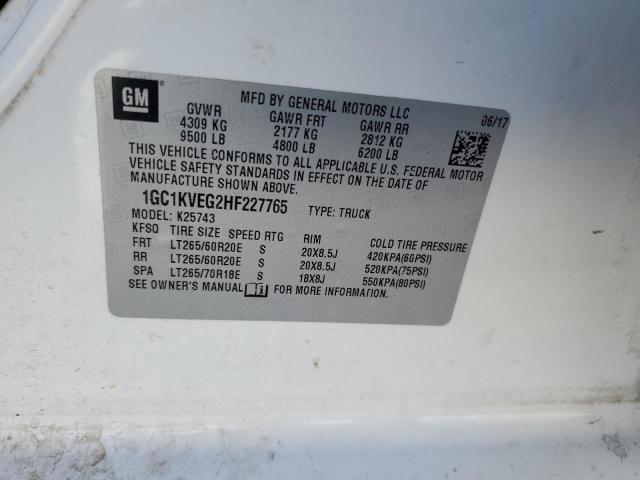 GM
MFD BY GENERAL MOTORS LLC
06/17
GVWR GAWR FRT GAWR RR
4309 KG 2177 KG 2812 KG
9500 LB 4800 LB 6200 LB
THIS VEHICLE CONFORMS TO ALL APPLICABLE U.S. FEDERAL MOTOR
VEHICLE SAFETY STANDARDS IN EFFECT ON THE DATE OF
MANUFACTURE SHOWN ABOVE.
1GC1KVEG2HF227765 TYPE: TRUCK
MODEL: K25743
KFSO TIRE SIZE SPEED RTG RIM COLD TIRE PRESSURE
FRT LT265/60R20E S 20X8.5J 420KPA(60PSI)
RR LT265/60R20E S 20X8.5J 520KPA(75PSI)
SPA LT265/70R18E S 18X8J 550KPA(80PSI)
SEE OWNER'S MANUAL FOR MORE INFORMATION.